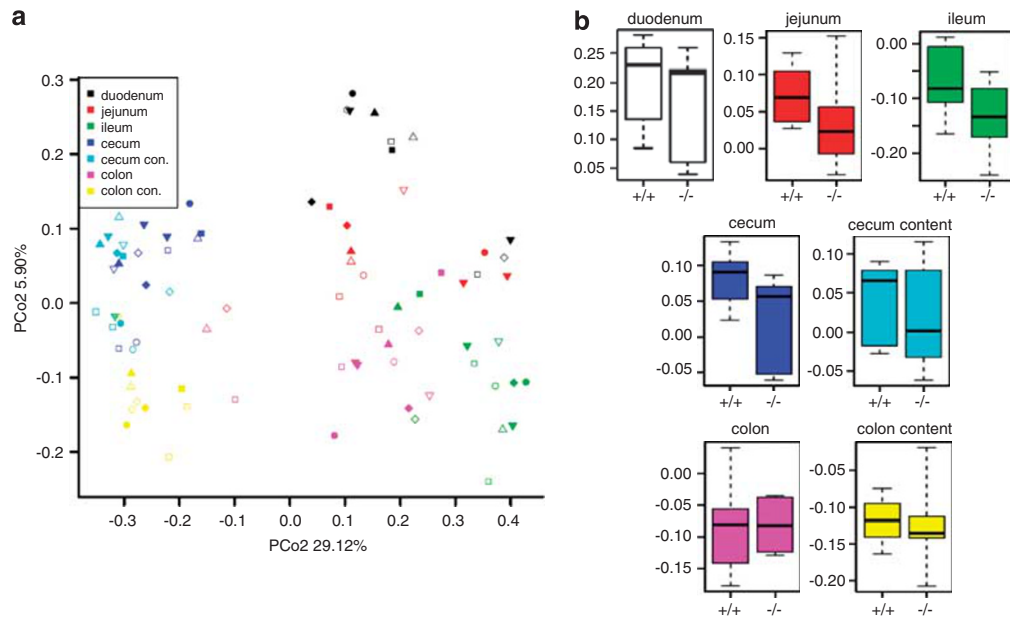 a
0.3
0.2
0.1
0.0
-0.1
-0.2
PCo2 5.90%
duodenum
jejunum
ileum
cecum
cecum con.
colon
colon con.
-0.3 -0.2 -0.1 0.0 0.1 0.2 0.3 0.4
PCo2 29.12%
b
duodenum
0.25
0.20
0.15
0.10
0.05
+/+ -/-
jejunum
0.15
0.10
0.05
0.00
+/+ -/-
ileum
0.00
-0.10
-0.20
+/+ -/-
cecum
0.10
0.05
0.00
-0.05
+/+ -/-
cecum content
0.10
0.05
0.00
-0.05
+/+ -/-
colon
0.00
-0.05
-0.10
-0.15
+/+ -/-
colon content
-0.05
-0.10
-0.15
-0.20
+/+ -/-